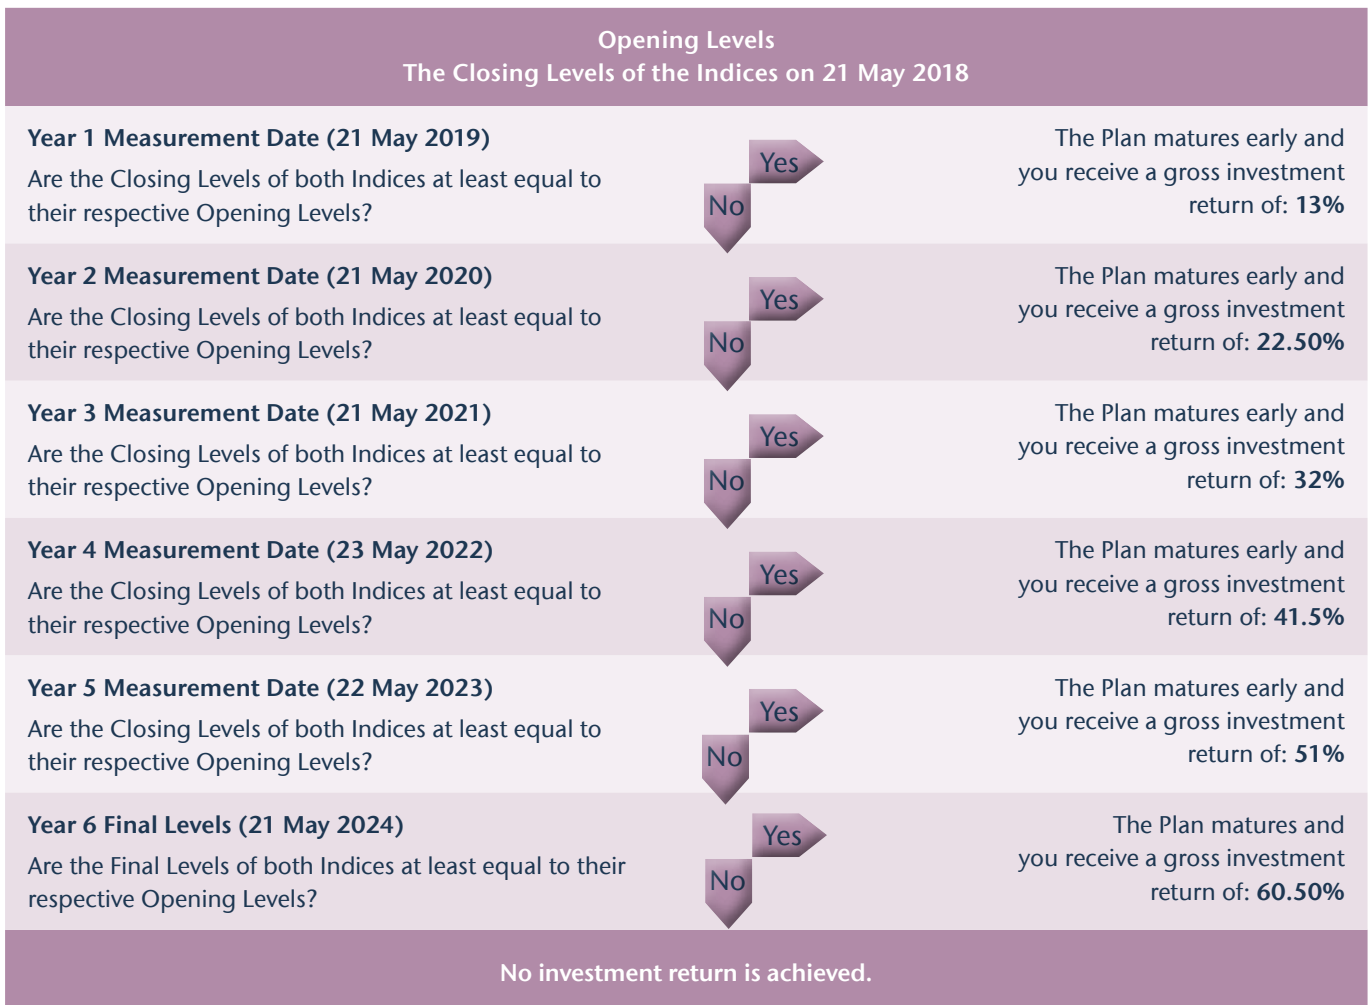 Opening Levels
The Closing Levels of the Indices on 21 May 2018
Year 1 Measurement Date (21 May 2019)
Are the Closing Levels of both Indices at least equal to
their respective Opening Levels?
Yes
No
The Plan matures early and
you receive a gross investment
return of: 13%
Year 2 Measurement Date (21 May 2020)
Are the Closing Levels of both Indices at least equal to
their respective Opening Levels?
Yes
No
The Plan matures early and
you receive a gross investment
return of: 22.50%
Year 3 Measurement Date (21 May 2021)
Are the Closing Levels of both Indices at least equal to
their respective Opening Levels?
Yes
No
The Plan matures early and
you receive a gross investment
return of: 32%
Year 4 Measurement Date (23 May 2022)
Are the Closing Levels of both Indices at least equal to
their respective Opening Levels?
Yes
No
The Plan matures early and
you receive a gross investment
return of: 41.5%
Year 5 Measurement Date (22 May 2023)
Are the Closing Levels of both Indices at least equal to
their respective Opening Levels?
Yes
No
The Plan matures early and
you receive a gross investment
return of: 51%
Year 6 Final Levels (21 May 2024)
Are the Final Levels of both Indices at least equal to their
respective Opening Levels?
Yes
No
The Plan matures and
you receive a gross investment
return of: 60.50%
No investment return is achieved.